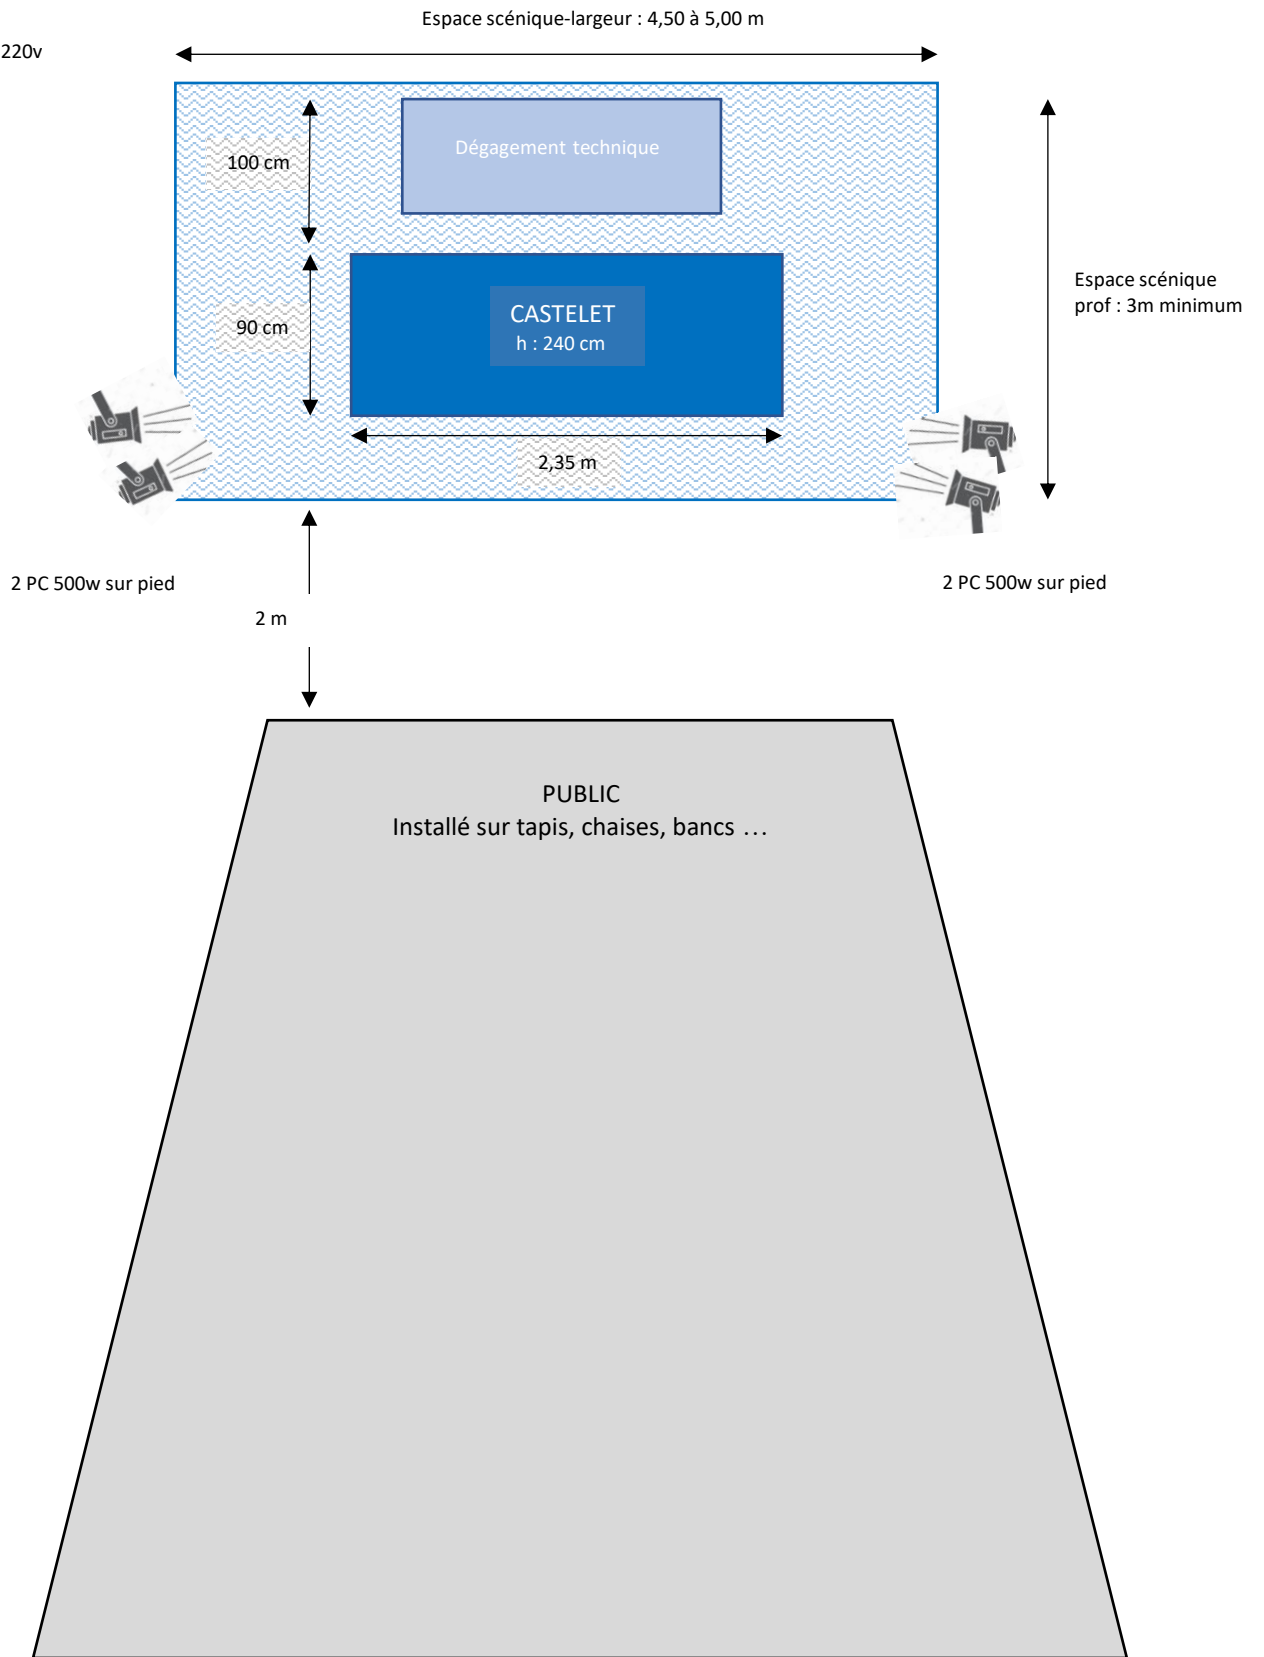 Espace scénique-largeur : 4,50 à 5,00 m
220v
Dégagement technique
100 cm
CASTELET
h : 240 cm
90 cm
Espace scénique
prof : 3m minimum
2,35 m
2 PC 500w sur pied
2 PC 500w sur pied
2 m
PUBLIC
Installé sur tapis, chaises, bancs …